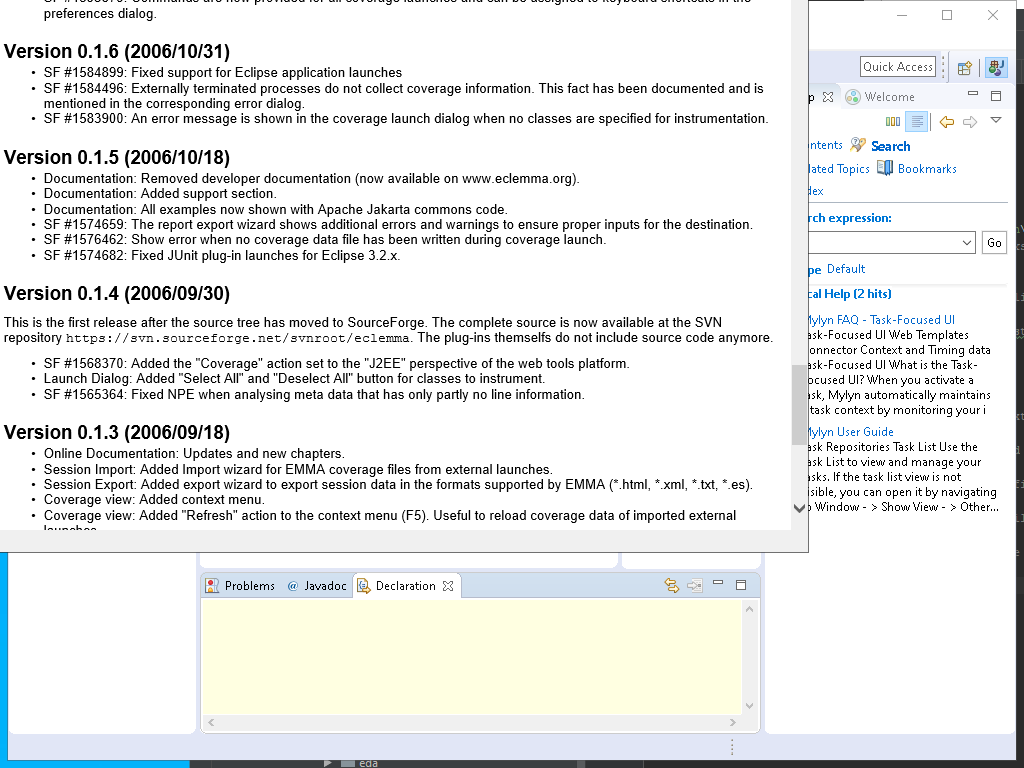 preferences dialog.
Version 0.1.6 (2006/10/31)
• SF #1584899: Fixed support for Eclipse application launches
• SF #1584496: Externally terminated processes do not collect coverage information. This fact has been documented and is
mentioned in the corresponding error dialog.
• SF #1583900: An error message is shown in the coverage launch dialog when no classes are specified for instrumentation.
Version 0.1.5 (2006/10/18)
• Documentation: Removed developer documentation (now available on www.eclemma.org).
• Documentation: Added support section.
• Documentation: All examples now shown with Apache Jakarta commons code.
• SF #1574659: The report export wizard shows additional errors and warnings to ensure proper inputs for the destination.
• SF #1576462: Show error when no coverage data file has been written during coverage launch.
• SF #1574682: Fixed JUnit plug-in launches for Eclipse 3.2.x.
Version 0.1.4 (2006/09/30)
This is the first release after the source tree has moved to SourceForge. The complete source is now available at the SVN
repository https://svn.sourceforge.net/svnroot/eclemma. The plug-ins themselfs do not include source code anymore.
• SF #1568370: Added the "Coverage" action set to the "J2EE" perspective of the web tools platform.
• Launch Dialog: Added "Select All" and "Deselect All" button for classes to instrument.
• SF #1565364: Fixed NPE when analysing meta data that has only partly no line information.
Version 0.1.3 (2006/09/18)
• Online Documentation: Updates and new chapters.
• Session Import: Added Import wizard for EMMA coverage files from external launches.
• Session Export: Added export wizard to export session data in the formats supported by EMMA (*.html, *.xml, *.txt, *.es).
• Coverage view: Added context menu.
• Coverage view: Added "Refresh" action to the context menu (F5). Useful to reload coverage data of imported external
Quick Access
p Welcome
ntents Search
lated Topics Bookmarks
dex
rch expression:
Go
pe Default
cal Help (2 hits)
Mylyn FAQ - Task-Focused UI
ask-Focused UI Web Templates
onnector Context and Timing data
ask-Focused UI What is the Task-
ocused UI? When you activate a
ask, Mylyn automatically maintains
task context by monitoring your i
Mylyn User Guide
ask Repositories Task List Use the
ask List to view and manage your
asks. If the task list view is not
isible, you can open it by navigating
o Window - > Show View - > Other...
Problems @ Javadoc Declaration
eda